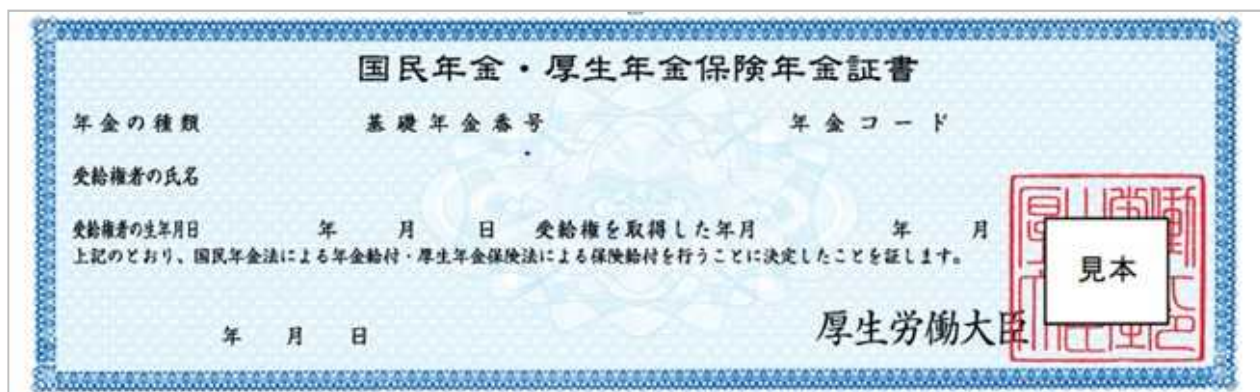 国民年金・厚生年金保険年金証書
年金の種類 基礎年金番号 年金コード
受給権者の氏名
受給権者の生年月日 年 月 日 受給権を取得した年月 年 月
上記のとおり、国民年金法による年金給付・厚生年金保険法による保険給付を行うことに決定したことを証します。
見本
年 月 日 厚生労働大臣